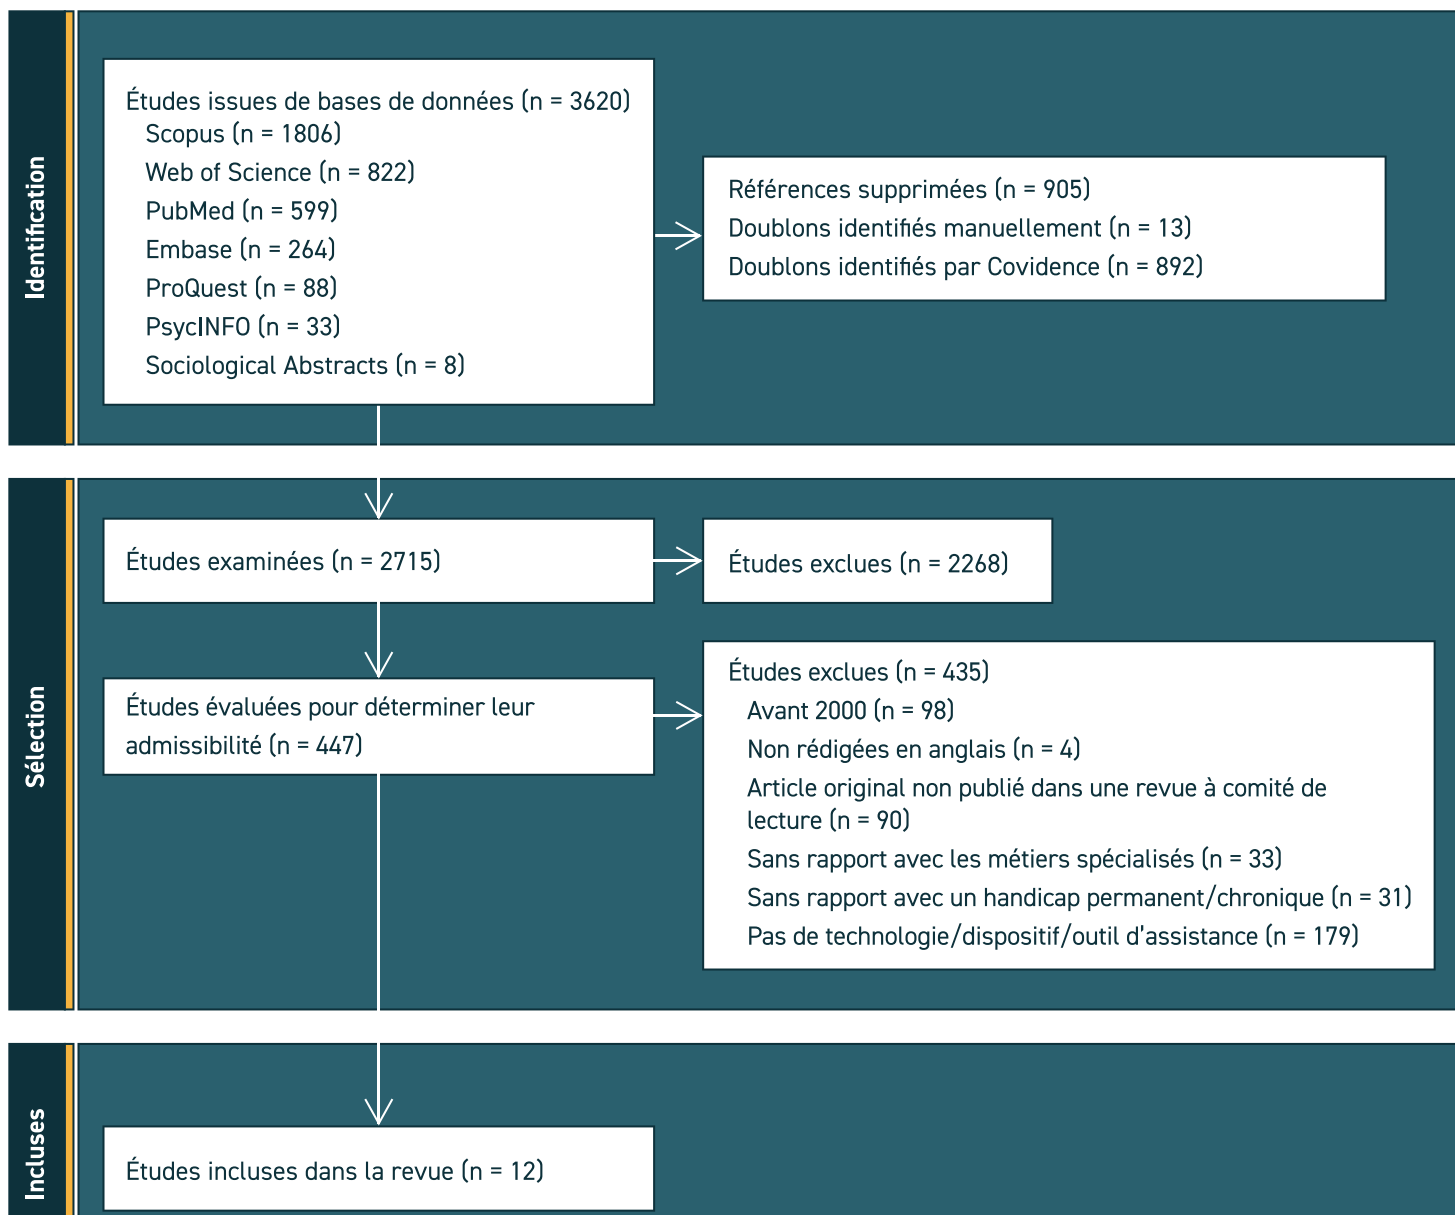 Identification
Études issues de bases de données (n = 3620)
Scopus (n = 1806)
Web of Science (n = 822)
PubMed (n = 599)
Embase (n = 264)
ProQuest (n = 88)
PsycINFO (n = 33)
Sociological Abstracts (n = 8)
Références supprimées (n = 905)
Doublons identifiés manuellement (n = 13)
Doublons identifiés par Covidence (n = 892)
Sélection
Études examinées (n = 2715)
Études exclues (n = 2268)
Études évaluées pour déterminer leur
admissibilité (n = 447)
Études exclues (n = 435)
Avant 2000 (n = 98)
Non rédigées en anglais (n = 4)
Article original non publié dans une revue à comité de
lecture (n = 90)
Sans rapport avec les métiers spécialisés (n = 33)
Sans rapport avec un handicap permanent/chronique (n = 31)
Pas de technologie/dispositif/outil d’assistance (n = 179)
Incluses
Études incluses dans la revue (n = 12)